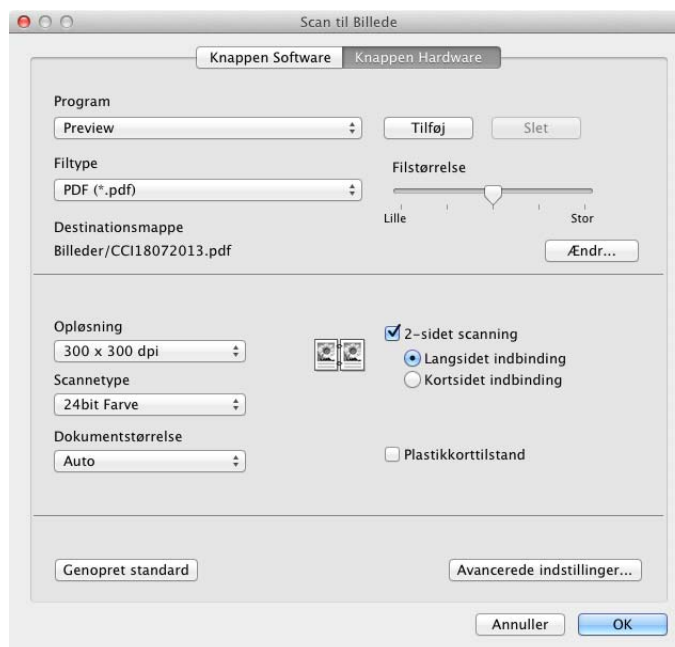 Scan til Billede
Knappen Software Knappen Hardware
Program
Preview Tilføj Slet
Filtype
PDF (*.pdf)
Filstørrelse
Lille Stor
Destinationsmappe
Billeder/CCI18072013.pdf
Ændr...
Opløsning
300 x 300 dpi
Scannetype
24bit Farve
Dokumentstørrelse
Auto
2-sidet scanning
Langsidet indbinding
Kortsidet indbinding
Plastikkorttilstand
Genopret standard Avancerede indstillinger...
Annuller OK